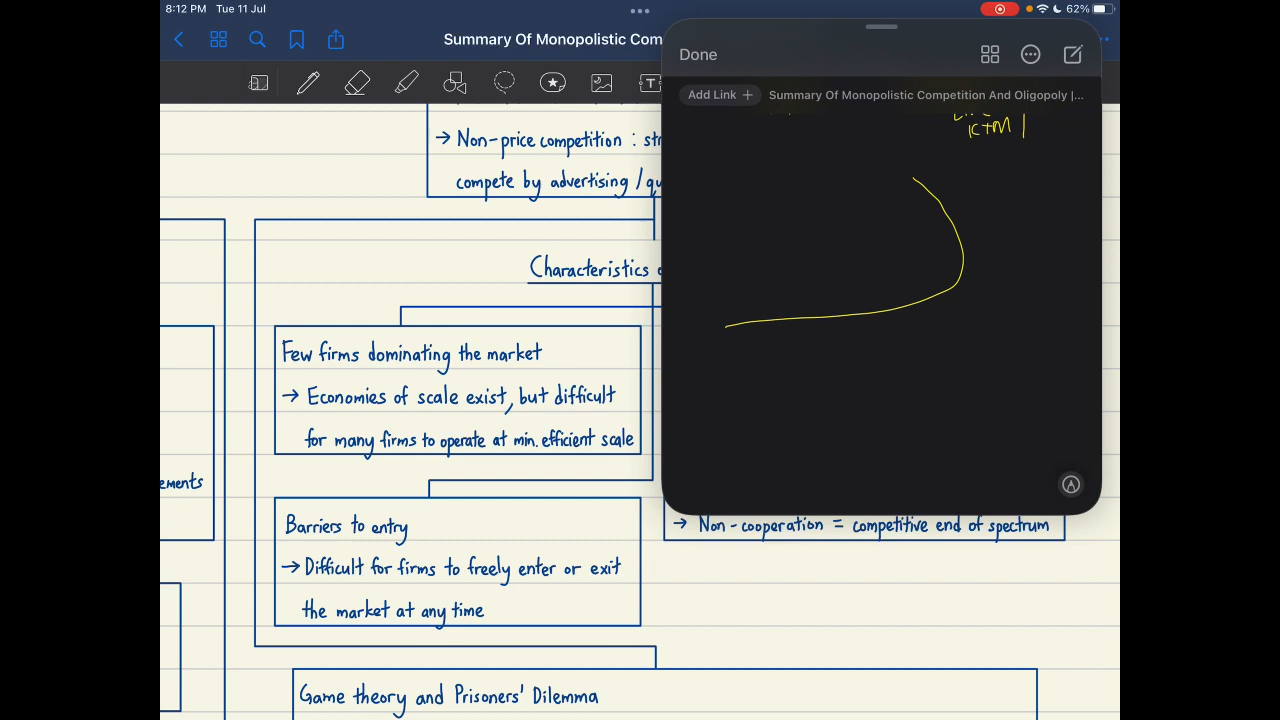 8:12 PM Tue 11 Jul
62%
Summary Of Monopolistic Com
Done
Add Link + Summary Of Monopolistic Competition And Oligopoly |...
→ Non-price competition :
compete by advertising /
Characteristics
Few firms dominating the market
→ Economies of scale exist, but difficult
for many firms to operate at min. efficient scale
ements
Barriers to entry
→ Difficult for firms to freely enter or exit
the market at any time
→ Non-cooperation = competitive end of spectrum
Game theory and Prisoners' Dilemma